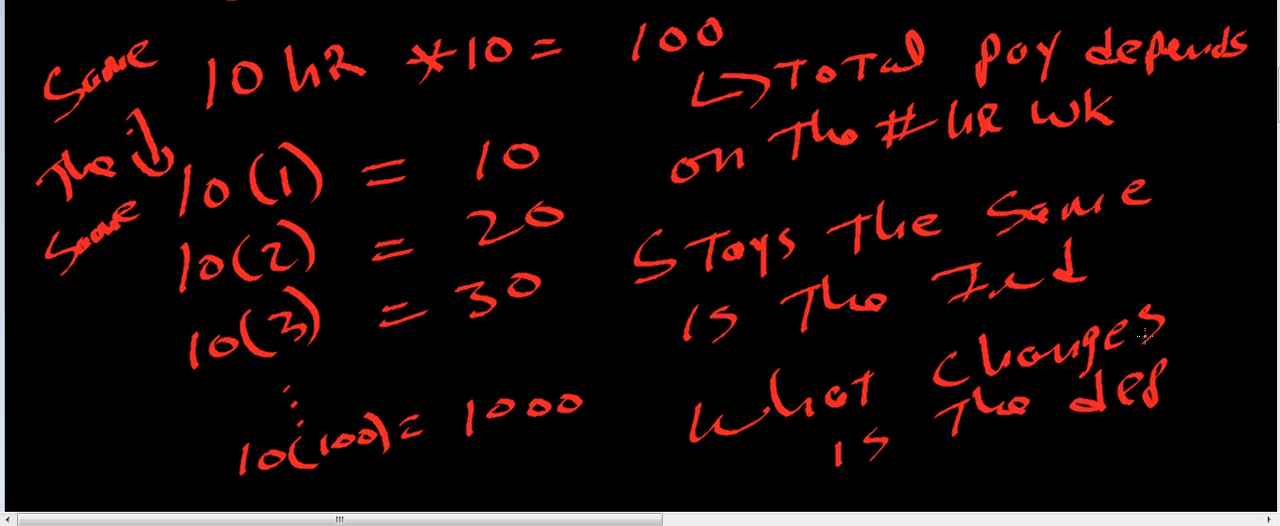 Same 10 hR * 10 = 100
↳ Total pay depends
on The # hR wk
The
Same 10(1) = 10
10(2) = 20
10(3) = 30
⋮
10(100) = 1000
STays The Same
is The Ind
what changes
is The dep